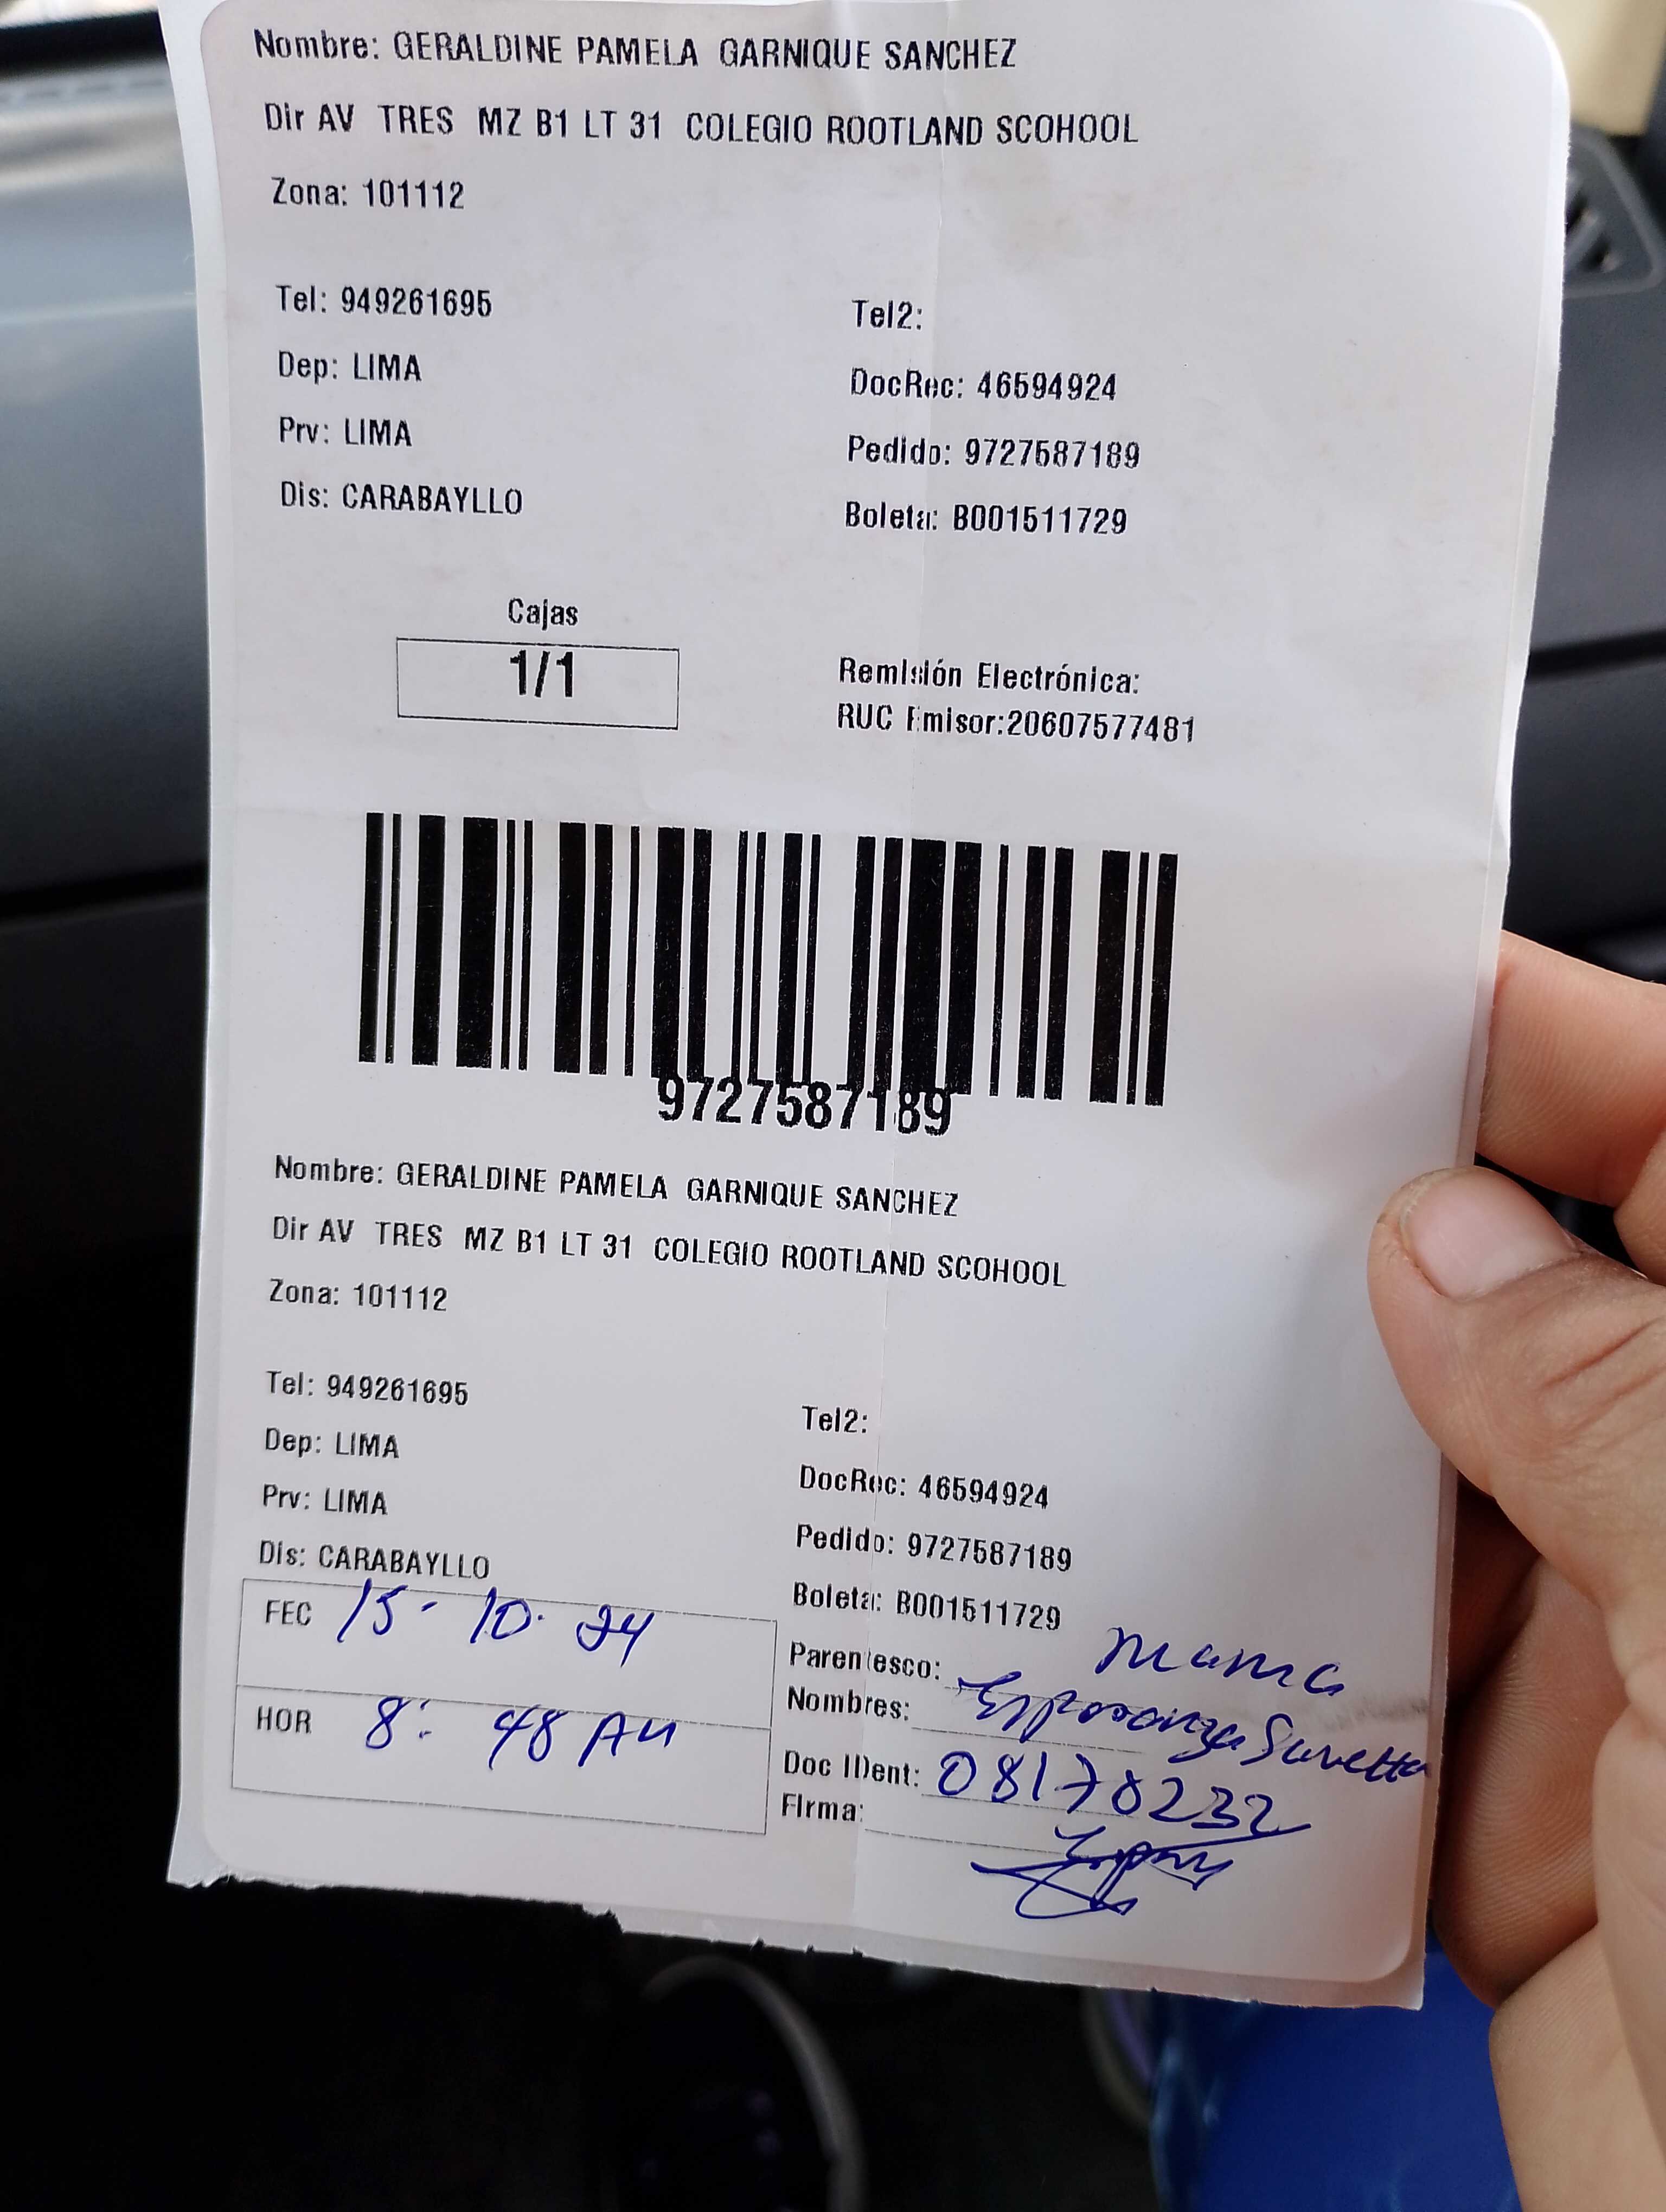 Nombre: GERALDINE PAMELA GARNIQUE SANCHEZ
Dir AV TRES MZ B1 LT 31 COLEGIO ROOTLAND SCOHOOL
Zona: 101112
Tel: 949261695
Tel2:
Dep: LIMA
DocRec: 46594924
Prv: LIMA
Pedido: 9727587189
Dis: CARABAYLLO
Boleta: B001511729
Cajas
1/1
Remisión Electrónica:
RUC Emisor:20607577481
9727587189
Nombre: GERALDINE PAMELA GARNIQUE SANCHEZ
Dir AV TRES MZ B1 LT 31 COLEGIO ROOTLAND SCOHOOL
Zona: 101112
Tel: 949261695
Tel2:
Dep: LIMA
DocRec: 46594924
Prv: LIMA
Pedido: 9727587189
Dis: CARABAYLLO
Boleta: B001511729
FEC 15-10-24
Parentesco: mama
Nombres:
HOR 8:48 AM
Doc IDent: 08170232
Firma: